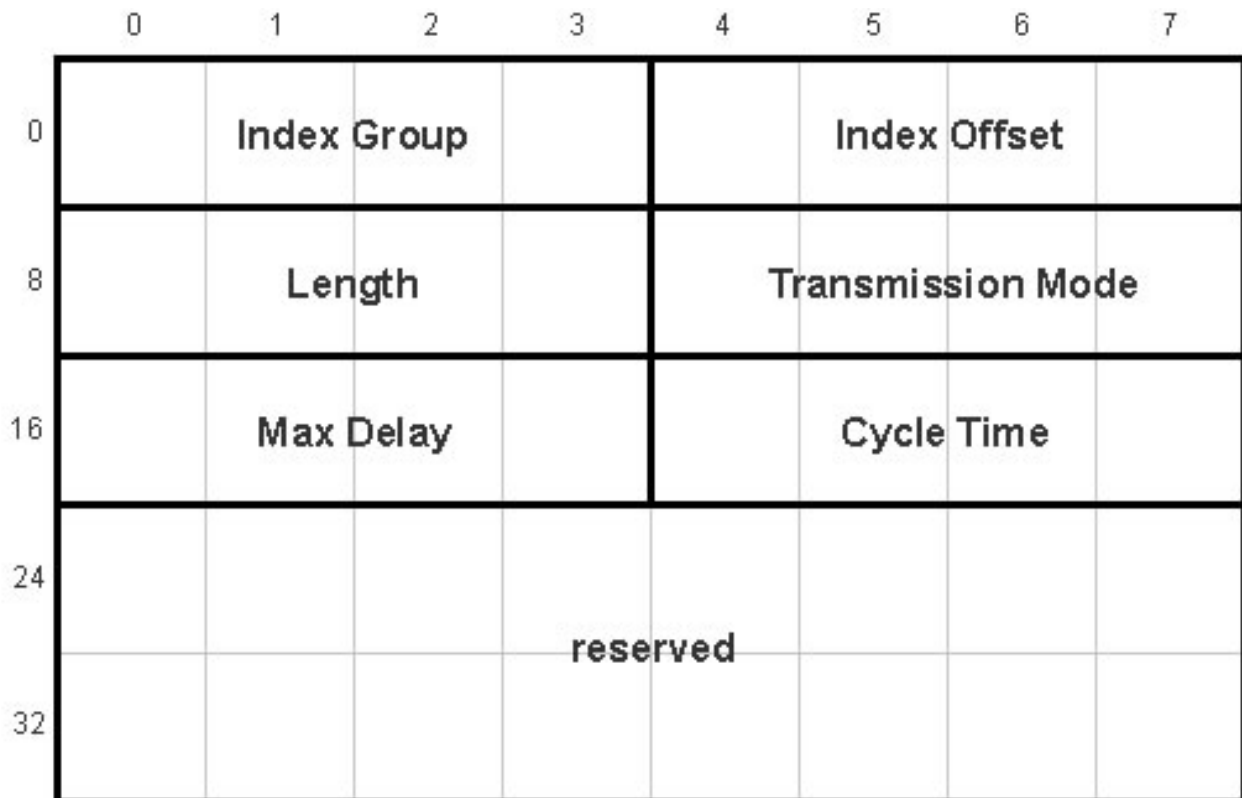 0 1 2 3 4 5 6 7
0 Index Group Index Offset
8 Length Transmission Mode
16 Max Delay Cycle Time
24
reserved
32